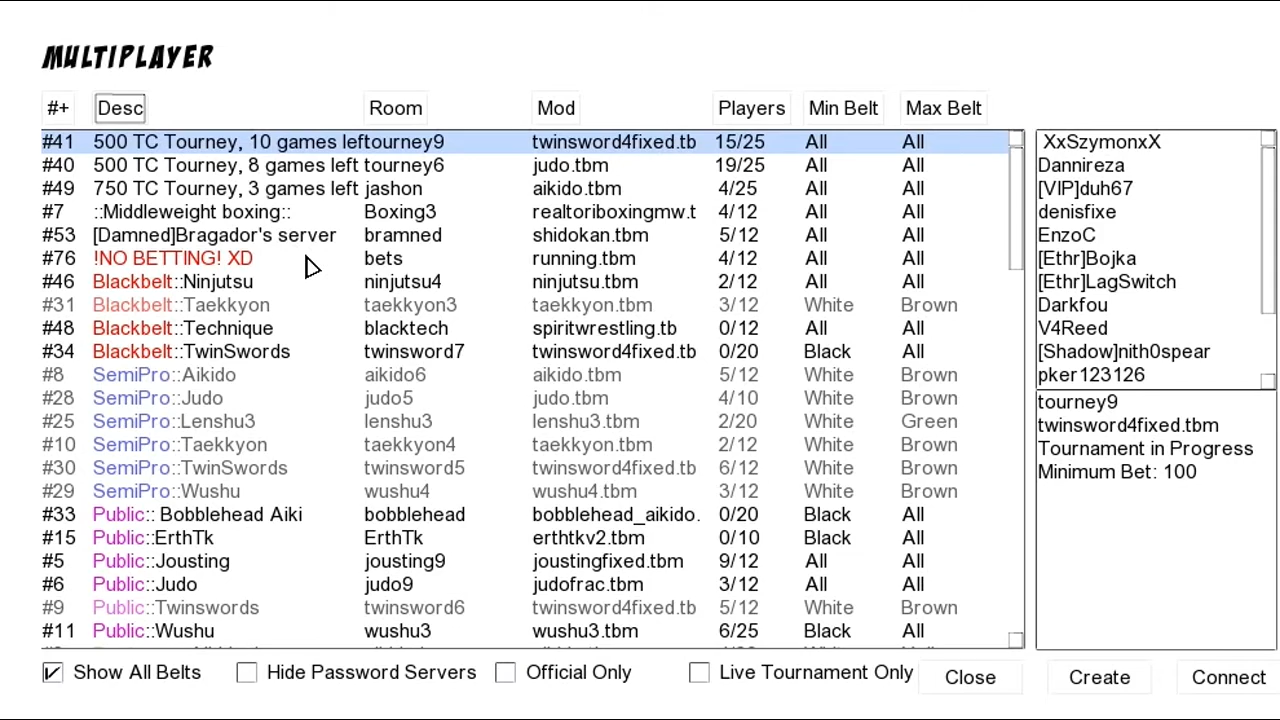 MULTIPLAYER
#+ Desc Room Mod Players Min Belt Max Belt
#41 500 TC Tourney, 10 games left tourney9 twinsword4fixed.tb 15/25 All All
#40 500 TC Tourney, 8 games left tourney6 judo.tbm 19/25 All All
#49 750 TC Tourney, 3 games left jashon aikido.tbm 4/25 All All
#7 ::Middleweight boxing:: Boxing3 realtoriboxingmw.t 4/12 All All
#53 [Damned]Bragador's server bramned shidokan.tbm 5/12 All All
#76 !NO BETTING! XD bets running.tbm 4/12 All All
#46 Blackbelt::Ninjutsu ninjutsu4 ninjutsu.tbm 2/12 All All
#31 Blackbelt::Taekkyon taekkyon3 taekkyon.tbm 3/12 White Brown
#48 Blackbelt::Technique blacktech spiritwrestling.tb 0/12 All All
#34 Blackbelt::TwinSwords twinsword7 twinsword4fixed.tb 0/20 Black All
#8 SemiPro::Aikido aikido6 aikido.tbm 5/12 White Brown
#28 SemiPro::Judo judo5 judo.tbm 4/10 White Brown
#25 SemiPro::Lenshu3 lenshu3 lenshu3.tbm 2/20 White Green
#10 SemiPro::Taekkyon taekkyon4 taekkyon.tbm 2/12 White Brown
#30 SemiPro::TwinSwords twinsword5 twinsword4fixed.tb 6/12 White Brown
#29 SemiPro::Wushu wushu4 wushu4.tbm 3/12 White Brown
#33 Public:: Bobblehead Aiki bobblehead bobblehead_aikido. 0/20 Black All
#15 Public::ErthTk ErthTk erthtkv2.tbm 0/10 Black All
#5 Public::Jousting jousting9 joustingfixed.tbm 9/12 All All
#6 Public::Judo judo9 judofrac.tbm 3/12 All All
#9 Public::Twinswords twinsword6 twinsword4fixed.tb 5/12 White Brown
#11 Public::Wushu wushu3 wushu3.tbm 6/25 Black All
XxSzymonxX
Dannireza
[VIP]duh67
denisfixe
EnzoC
[Ethr]Bojka
[Ethr]LagSwitch
Darkfou
V4Reed
[Shadow]nith0spear
pker123126
tourney9
twinsword4fixed.tbm
Tournament in Progress
Minimum Bet: 100
Show All Belts Hide Password Servers Official Only Live Tournament Only Close Create Connect